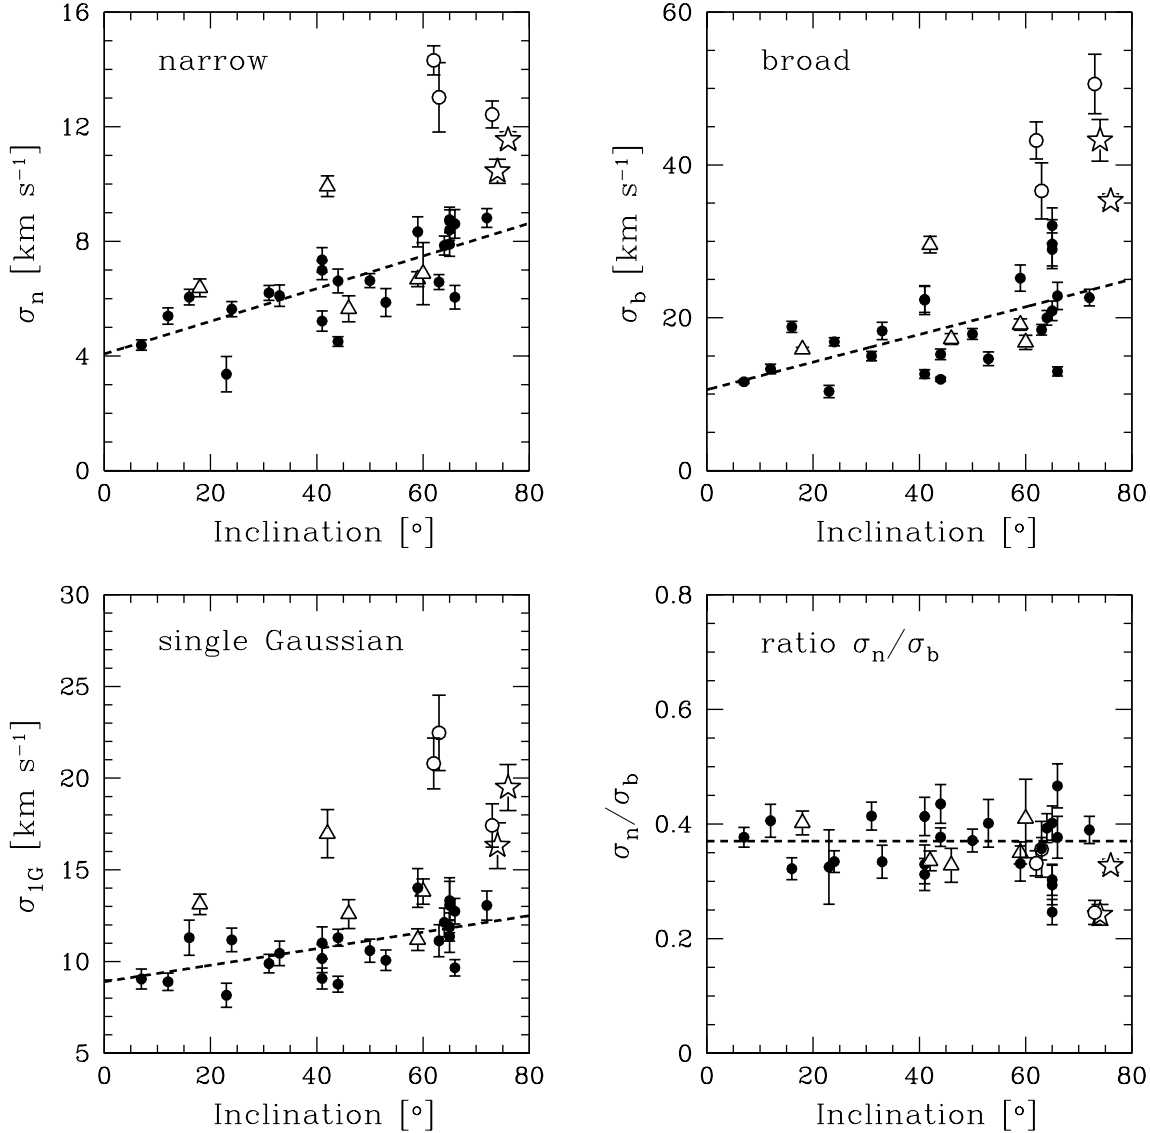 narrow
σn [km s−1]
16
12
8
4
0
0 20 40 60 80
Inclination [°]
broad
σb [km s−1]
60
40
20
0
0 20 40 60 80
Inclination [°]
single Gaussian
σ1G [km s−1]
30
25
20
15
10
5
0 20 40 60 80
Inclination [°]
ratio σn/σb
σn/σb
0.8
0.6
0.4
0.2
0
0 20 40 60 80
Inclination [°]